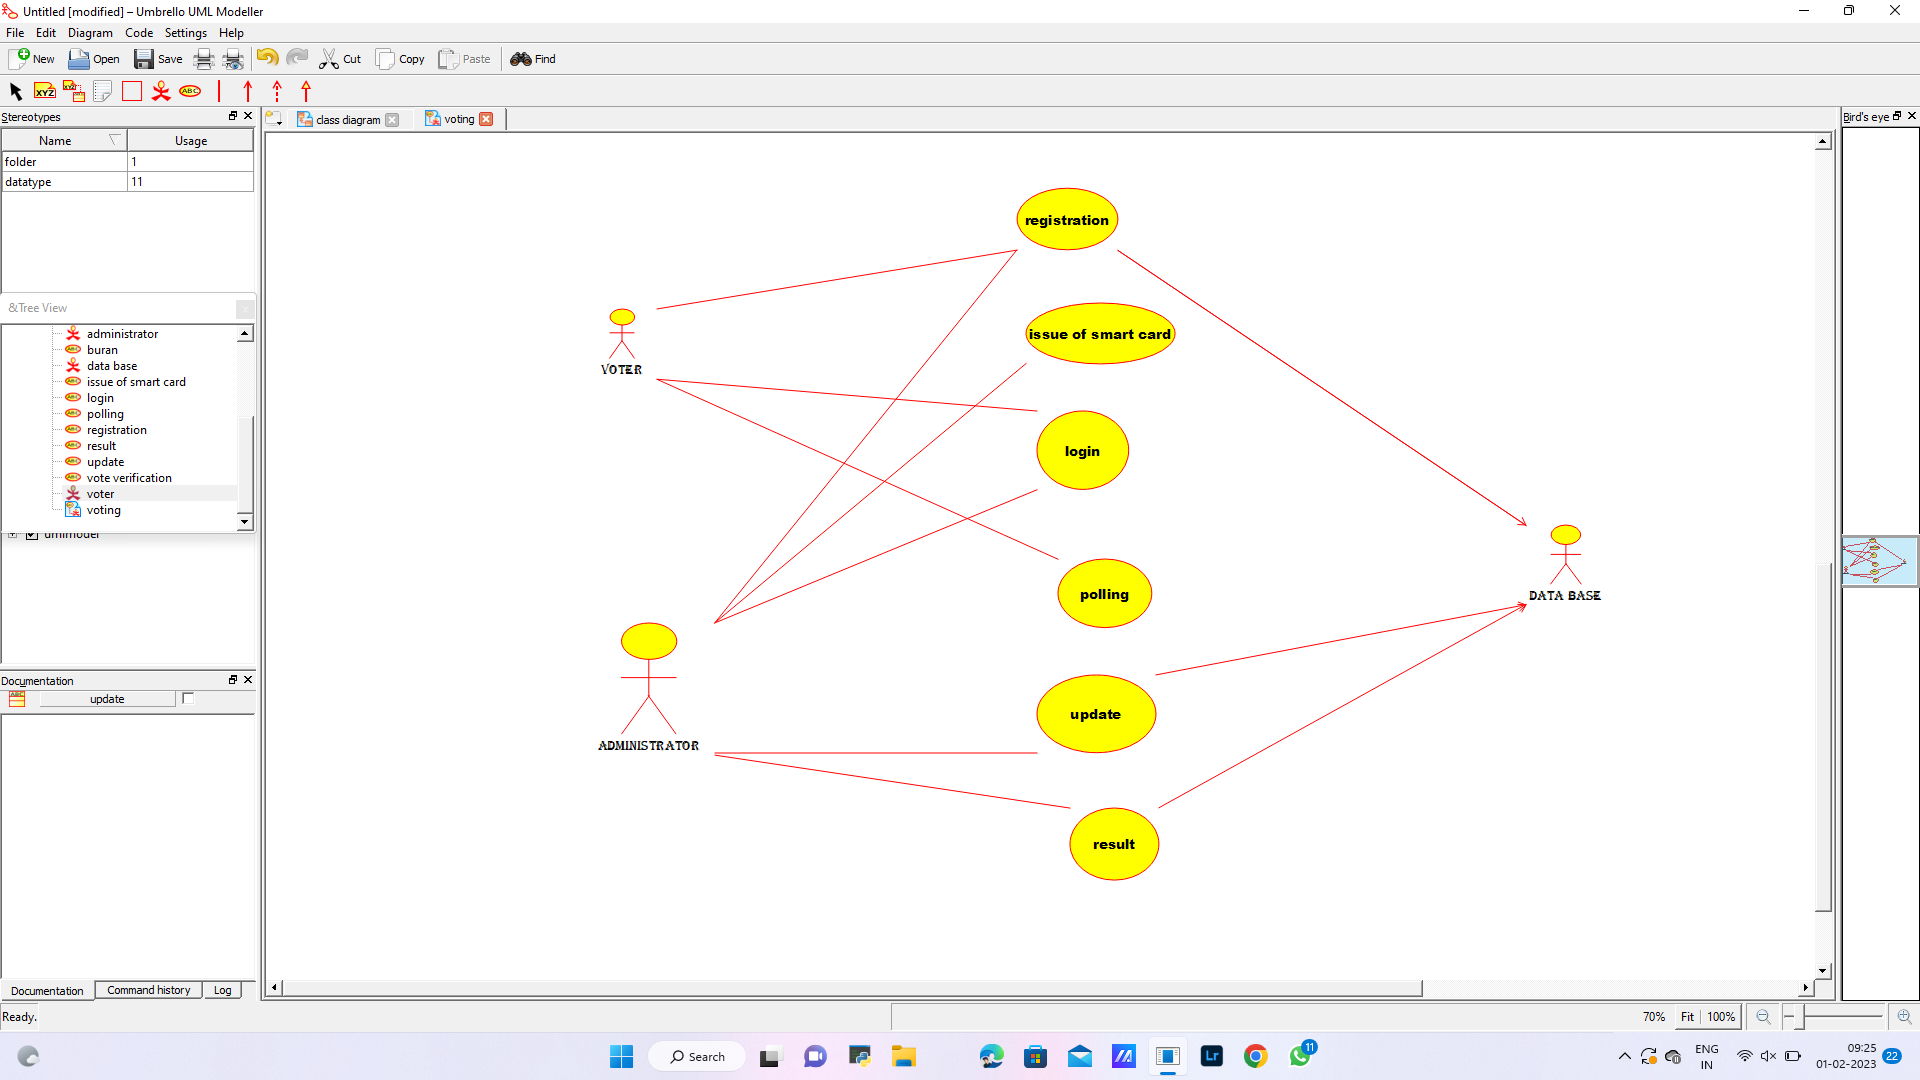 Untitled [modified] – Umbrello UML Modeller
File Edit Diagram Code Settings Help
New Open Save Cut Copy Paste Find
XYZ XYZ ABC
Stereotypes
Name Usage
folder 1
datatype 11
&Tree View
administrator
buran
data base
issue of smart card
login
polling
registration
result
update
vote verification
voter
voting
umlmodel
Documentation
update
Documentation Command history Log
class diagram voting
registration
issue of smart card
VOTER
login
polling
DATA BASE
update
ADMINISTRATOR
result
Bird's eye
Ready.
70% Fit 100%
Search
Lr
11
ENG
IN
09:25
01-02-2023
22